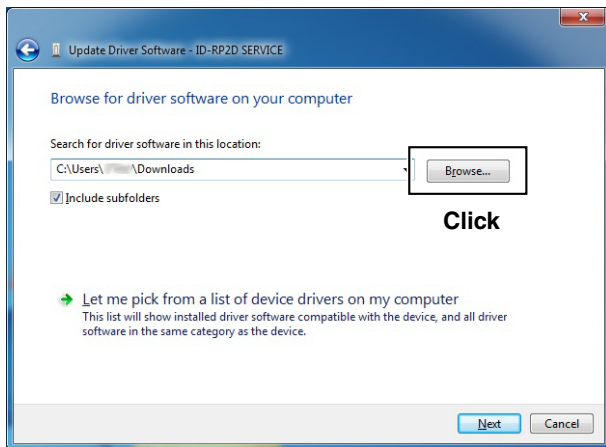 Update Driver Software - ID-RP2D SERVICE
Browse for driver software on your computer
Search for driver software in this location:
C:\Users\ \Downloads
Browse...
Include subfolders
Click
Let me pick from a list of device drivers on my computer
This list will show installed driver software compatible with the device, and all driver
software in the same category as the device.
Next Cancel